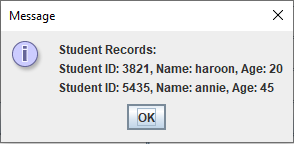 Message
Student Records:
Student ID: 3821, Name: haroon, Age: 20
Student ID: 5435, Name: annie, Age: 45
OK